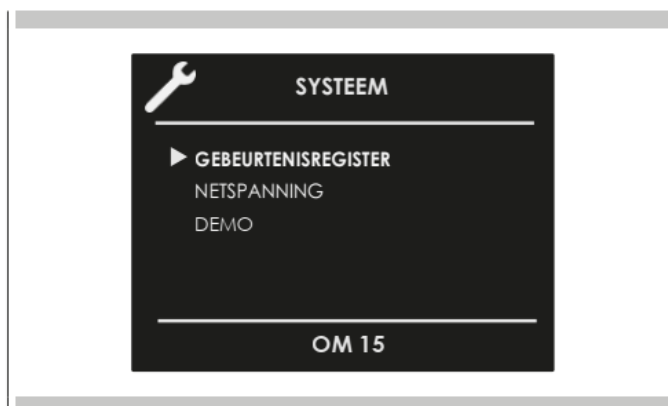 SYSTEEM
GEBEURTENISREGISTER
NETSPANNING
DEMO
OM 15